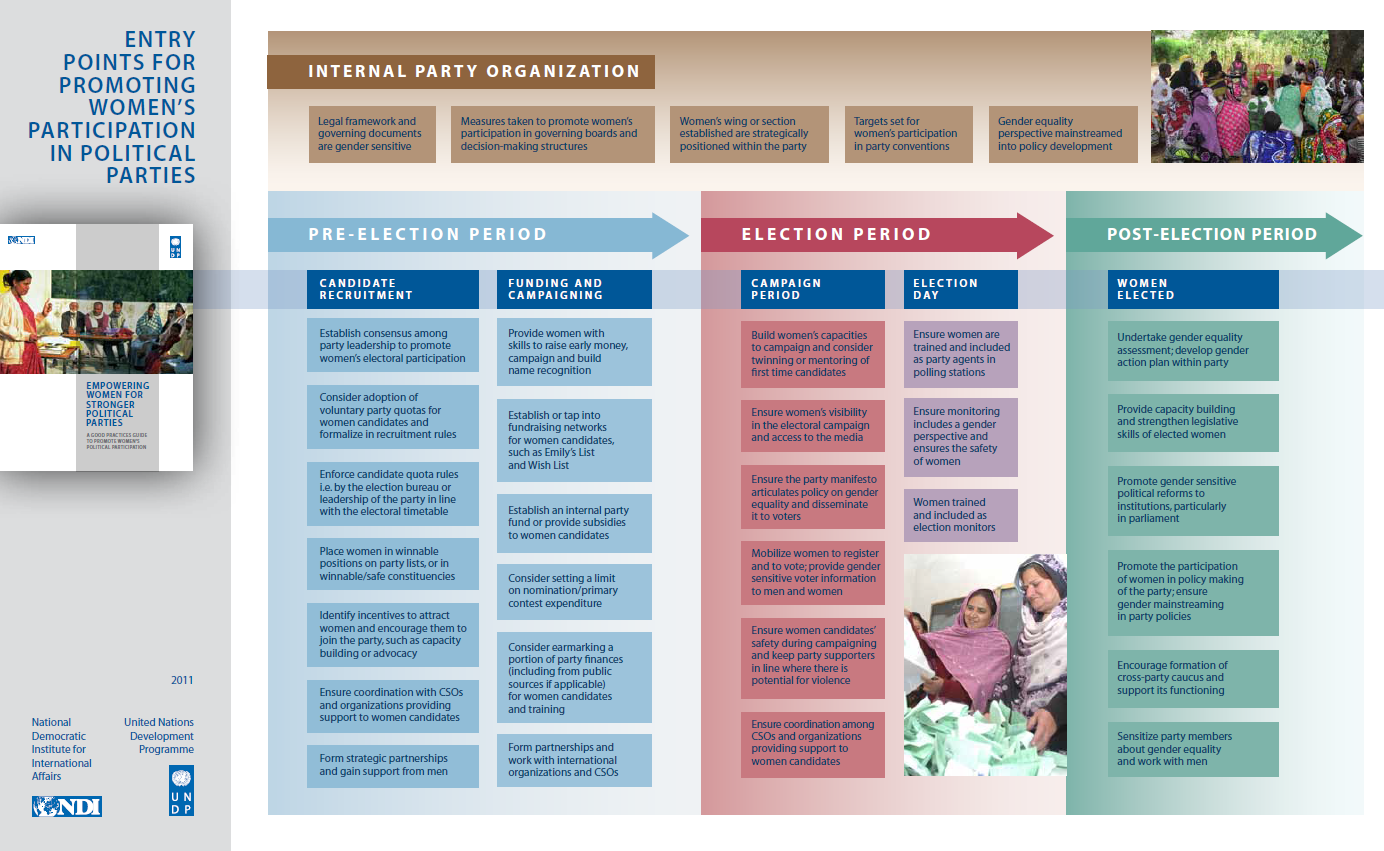 ENTRY
POINTS FOR
PROMOTING
WOMEN'S
PARTICIPATION
IN POLITICAL
PARTIES
NDI
U N
D P
EMPOWERING
WOMEN FOR
STRONGER
POLITICAL
PARTIES
A GOOD PRACTICES GUIDE
TO PROMOTE WOMEN'S
POLITICAL PARTICIPATION
2011
National
Democratic
Institute for
International
Affairs
United Nations
Development
Programme
NDI
U N
D P
INTERNAL PARTY ORGANIZATION
Legal framework and
governing documents
are gender sensitive
Measures taken to promote women's
participation in governing boards and
decision-making structures
Women's wing or section
established are strategically
positioned within the party
Targets set for
women's participation
in party conventions
Gender equality
perspective mainstreamed
into policy development
PRE-ELECTION PERIOD
CANDIDATE
RECRUITMENT
Establish consensus among
party leadership to promote
women's electoral participation
Consider adoption of
voluntary party quotas for
women candidates and
formalize in recruitment rules
Enforce candidate quota rules
i.e. by the election bureau or
leadership of the party in line
with the electoral timetable
Place women in winnable
positions on party lists, or in
winnable/safe constituencies
Identify incentives to attract
women and encourage them to
join the party, such as capacity
building or advocacy
Ensure coordination with CSOs
and organizations providing
support to women candidates
Form strategic partnerships
and gain support from men
FUNDING AND
CAMPAIGNING
Provide women with
skills to raise early money,
campaign and build
name recognition
Establish or tap into
fundraising networks
for women candidates,
such as Emily's List
and Wish List
Establish an internal party
fund or provide subsidies
to women candidates
Consider setting a limit
on nomination/primary
contest expenditure
Consider earmarking a
portion of party finances
(including from public
sources if applicable)
for women candidates
and training
Form partnerships and
work with international
organizations and CSOs
ELECTION PERIOD
CAMPAIGN
PERIOD
Build women's capacities
to campaign and consider
twinning or mentoring of
first time candidates
Ensure women's visibility
in the electoral campaign
and access to the media
Ensure the party manifesto
articulates policy on gender
equality and disseminate
it to voters
Mobilize women to register
and to vote; provide gender
sensitive voter information
to men and women
Ensure women candidates'
safety during campaigning
and keep party supporters
in line where there is
potential for violence
Ensure coordination among
CSOs and organizations
providing support to
women candidates
ELECTION
DAY
Ensure women are
trained and included
as party agents in
polling stations
Ensure monitoring
includes a gender
perspective and
ensures the safety
of women
Women trained
and included as
election monitors
POST-ELECTION PERIOD
WOMEN
ELECTED
Undertake gender equality
assessment; develop gender
action plan within party
Provide capacity building
and strengthen legislative
skills of elected women
Promote gender sensitive
political reforms to
institutions, particularly
in parliament
Promote the participation
of women in policy making
of the party; ensure
gender mainstreaming
in party policies
Encourage formation of
cross-party caucus and
support its functioning
Sensitize party members
about gender equality
and work with men